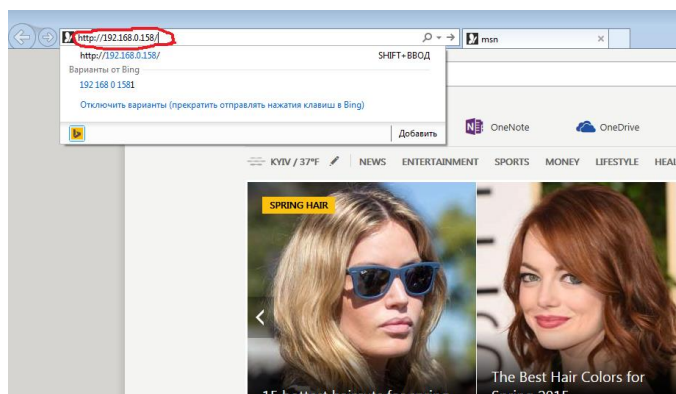 http://192.168.0.158/
msn
http://192.168.0.158/ SHIFT+ВВОД
Варианты от Bing
192 168 0 1581
Отключить варианты (прекратить отправлять нажатия клавиш в Bing)
Добавить
OneNote
OneDrive
KYIV / 37°F NEWS ENTERTAINMENT SPORTS MONEY LIFESTYLE HEAL
SPRING HAIR
The Best Hair Colors for